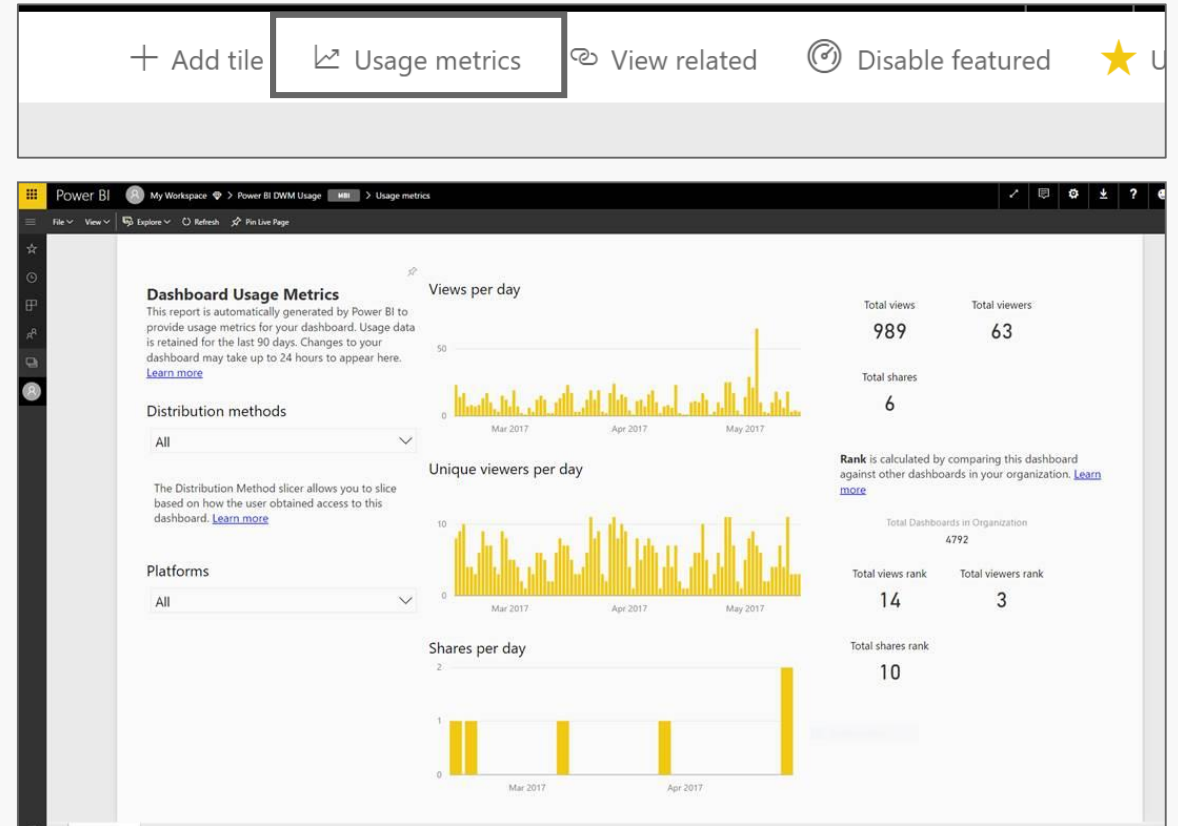 Add tile
Usage metrics
View related
Disable featured
U
Power BI
My Workspace > Power BI DWM Usage MBI > Usage metrics
?
File View Explore Refresh Pin Live Page
Dashboard Usage Metrics
This report is automatically generated by Power BI to
provide usage metrics for your dashboard. Usage data
is retained for the last 90 days. Changes to your
dashboard may take up to 24 hours to appear here.
Learn more
Distribution methods
All
The Distribution Method slicer allows you to slice
based on how the user obtained access to this
dashboard. Learn more
Platforms
All
Views per day
50
0
Mar 2017 Apr 2017 May 2017
Unique viewers per day
10
0
Mar 2017 Apr 2017 May 2017
Shares per day
2
1
0
Mar 2017 Apr 2017
Total views Total viewers
989 63
Total shares
6
Rank is calculated by comparing this dashboard
against other dashboards in your organization. Learn
more
Total Dashboards in Organization
4792
Total views rank Total viewers rank
14 3
Total shares rank
10